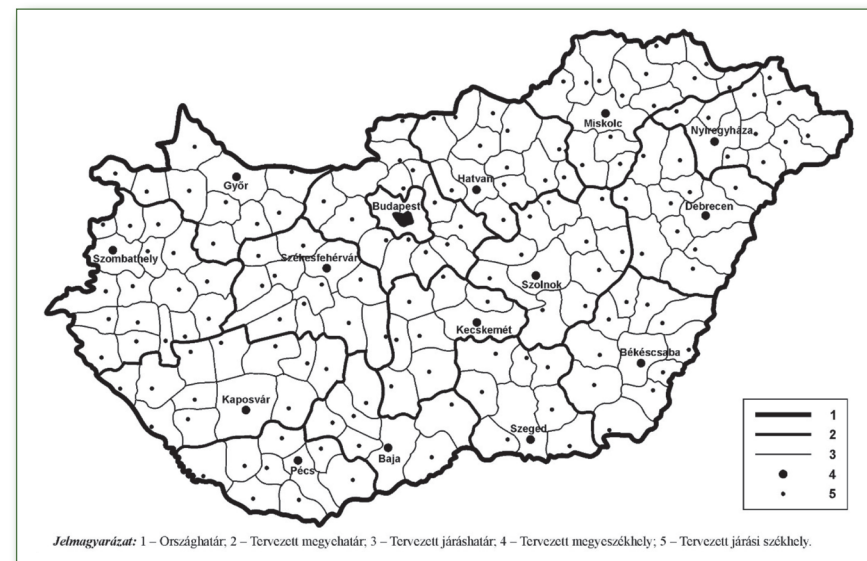 Miskolc
Nyíregyháza
Hatvan
Győr
Budapest
Debrecen
Szombathely
Székesfehérvár
Szolnok
Kecskemét
Békéscsaba
Kaposvár
Szeged
Baja
Pécs
1
2
3
4
5
Jelmagyarázat: 1 – Országhatár; 2 – Tervezett megyehatár; 3 – Tervezett járáshatár; 4 – Tervezett megyeszékhely; 5 – Tervezett járási székhely.